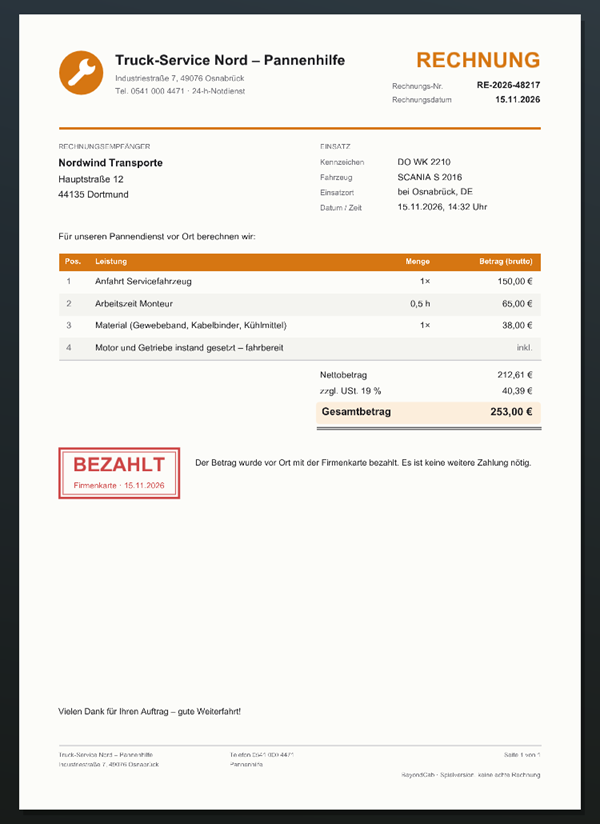 Truck-Service Nord – Pannenhilfe
Industriestraße 7, 49076 Osnabrück
Tel. 0541 000 4471 · 24-h-Notdienst
RECHNUNG
Rechnungs-Nr. RE-2026-48217
Rechnungsdatum 15.11.2026
RECHNUNGSEMPFÄNGER
Nordwind Transporte
Hauptstraße 12
44135 Dortmund
EINSATZ
Kennzeichen DO WK 2210
Fahrzeug SCANIA S 2016
Einsatzort bei Osnabrück, DE
Datum / Zeit 15.11.2026, 14:32 Uhr
Für unseren Pannendienst vor Ort berechnen wir:
Pos. Leistung Menge Betrag (brutto)
1 Anfahrt Servicefahrzeug 1× 150,00 €
2 Arbeitszeit Monteur 0,5 h 65,00 €
3 Material (Gewebeband, Kabelbinder, Kühlmittel) 1× 38,00 €
4 Motor und Getriebe instand gesetzt – fahrbereit inkl.
Nettobetrag 212,61 €
zzgl. USt. 19 % 40,39 €
Gesamtbetrag 253,00 €
BEZAHLT
Firmenkarte · 15.11.2026
Der Betrag wurde vor Ort mit der Firmenkarte bezahlt. Es ist keine weitere Zahlung nötig.
Vielen Dank für Ihren Auftrag – gute Weiterfahrt!
Truck-Service Nord – Pannenhilfe
Industriestraße 7, 49076 Osnabrück
Telefon 0541 000 4471
Pannenhilfe
Seite 1 von 1
BeyondCab · Spielversion, keine echte Rechnung